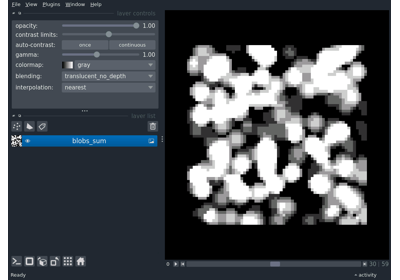 File View Plugins Window Help
layer controls
opacity: 1.00
contrast limits:
auto-contrast: once continuous
gamma: 1.00
colormap: gray
blending: translucent_no_depth
interpolation: nearest
layer list
blobs_sum
30 59
Ready activity